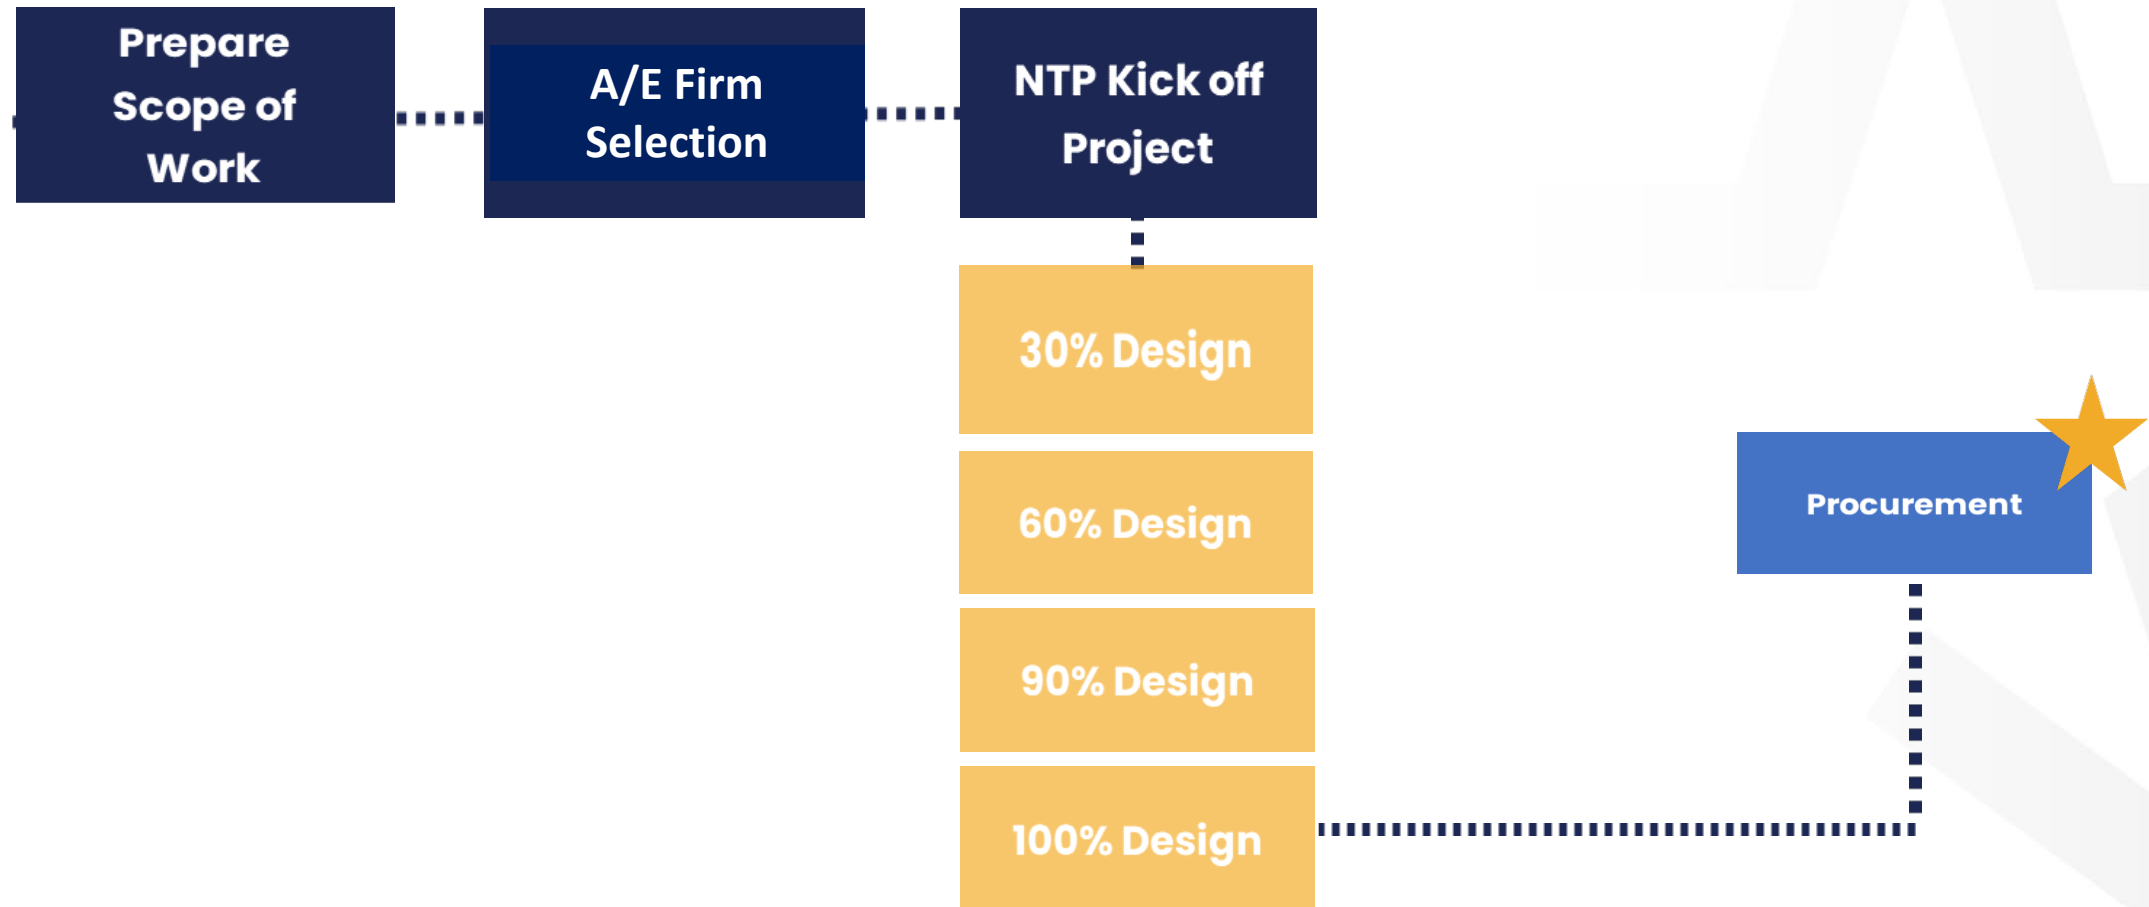 Prepare
Scope of
Work
A/E Firm
Selection
NTP Kick off
Project
30% Design
60% Design
90% Design
100% Design
Procurement